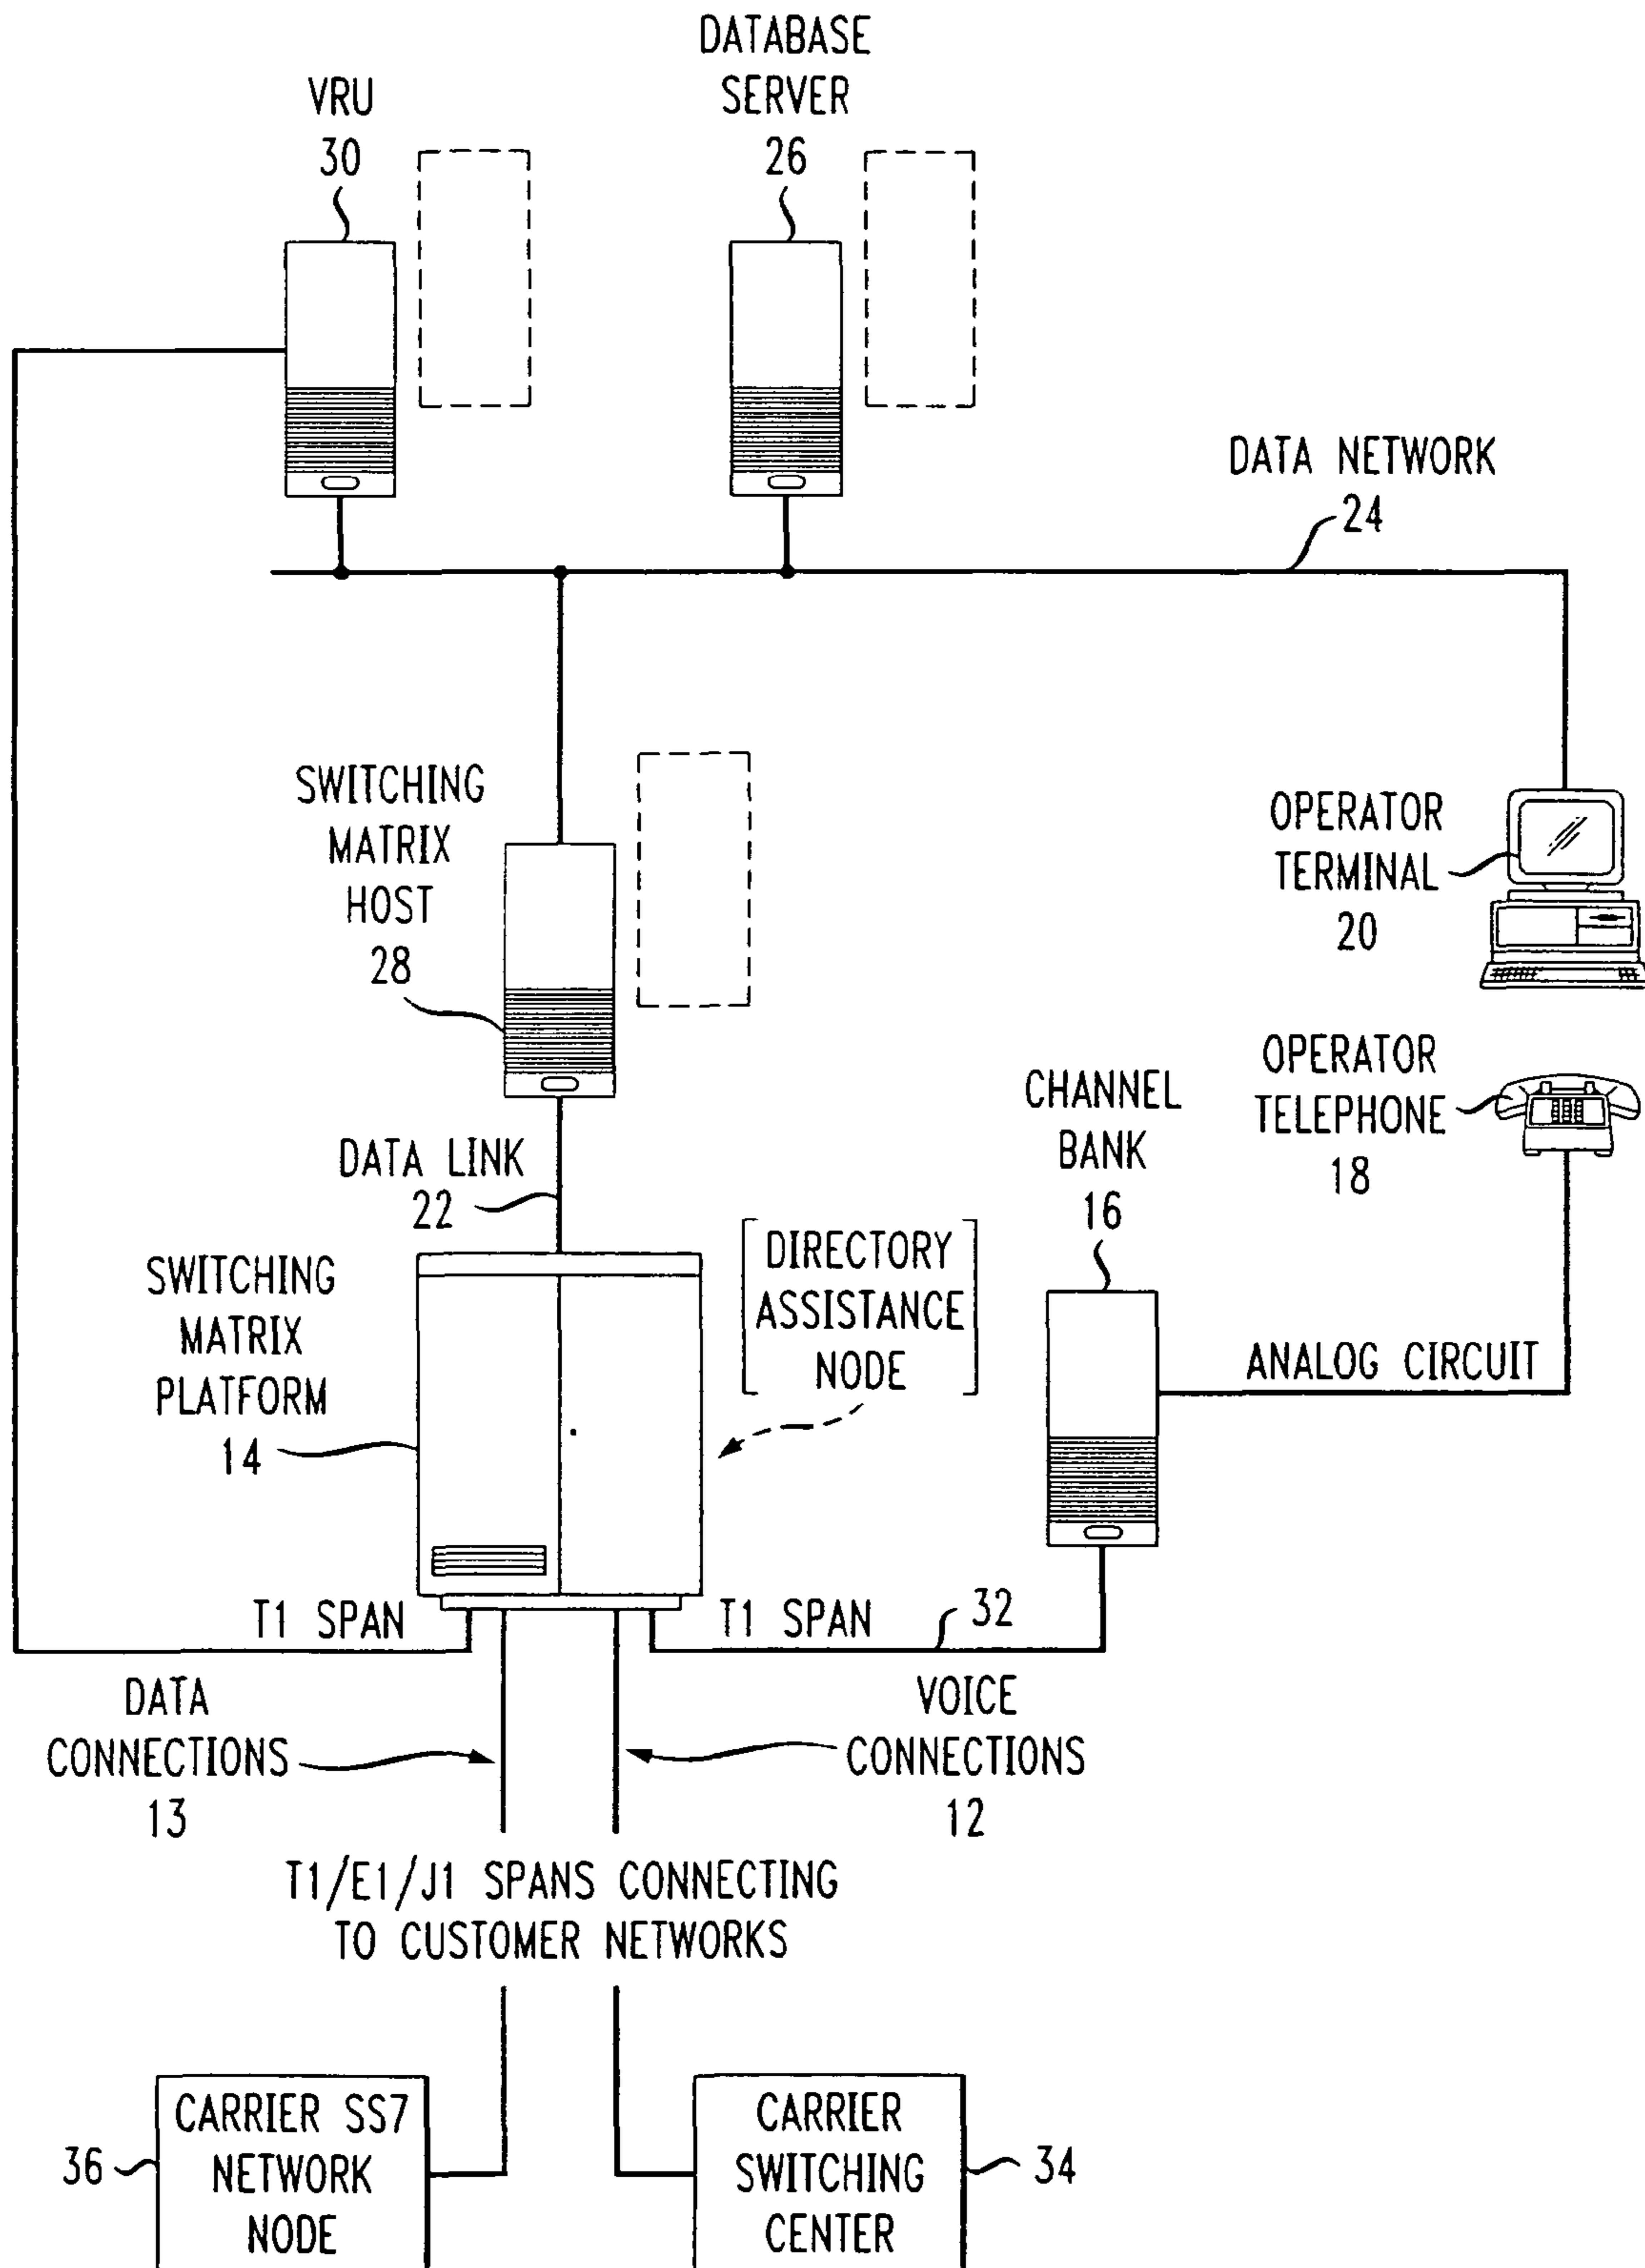 DATABASE
SERVER
26
VRU
30
DATA NETWORK
24
SWITCHING
MATRIX
HOST
28
OPERATOR
TERMINAL
20
OPERATOR
TELEPHONE
18
CHANNEL
BANK
16
DATA LINK
22
SWITCHING
MATRIX
PLATFORM
14
DIRECTORY
ASSISTANCE
NODE
ANALOG CIRCUIT
T1 SPAN
T1 SPAN
32
DATA
CONNECTIONS
13
VOICE
CONNECTIONS
12
T1/E1/J1 SPANS CONNECTING
TO CUSTOMER NETWORKS
36
CARRIER SS7
NETWORK
NODE
CARRIER
SWITCHING
CENTER
34